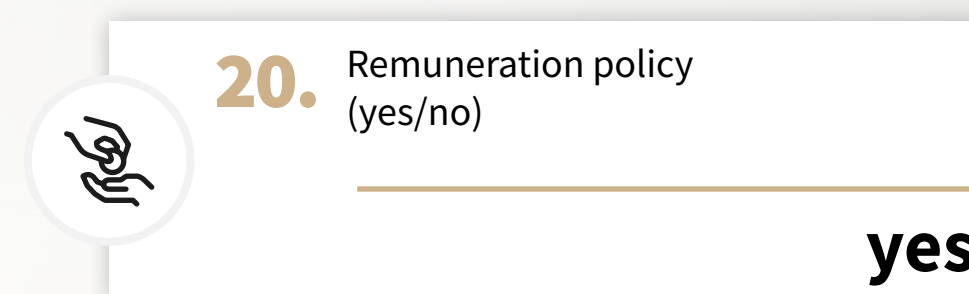 20. Remuneration policy
(yes/no)
yes